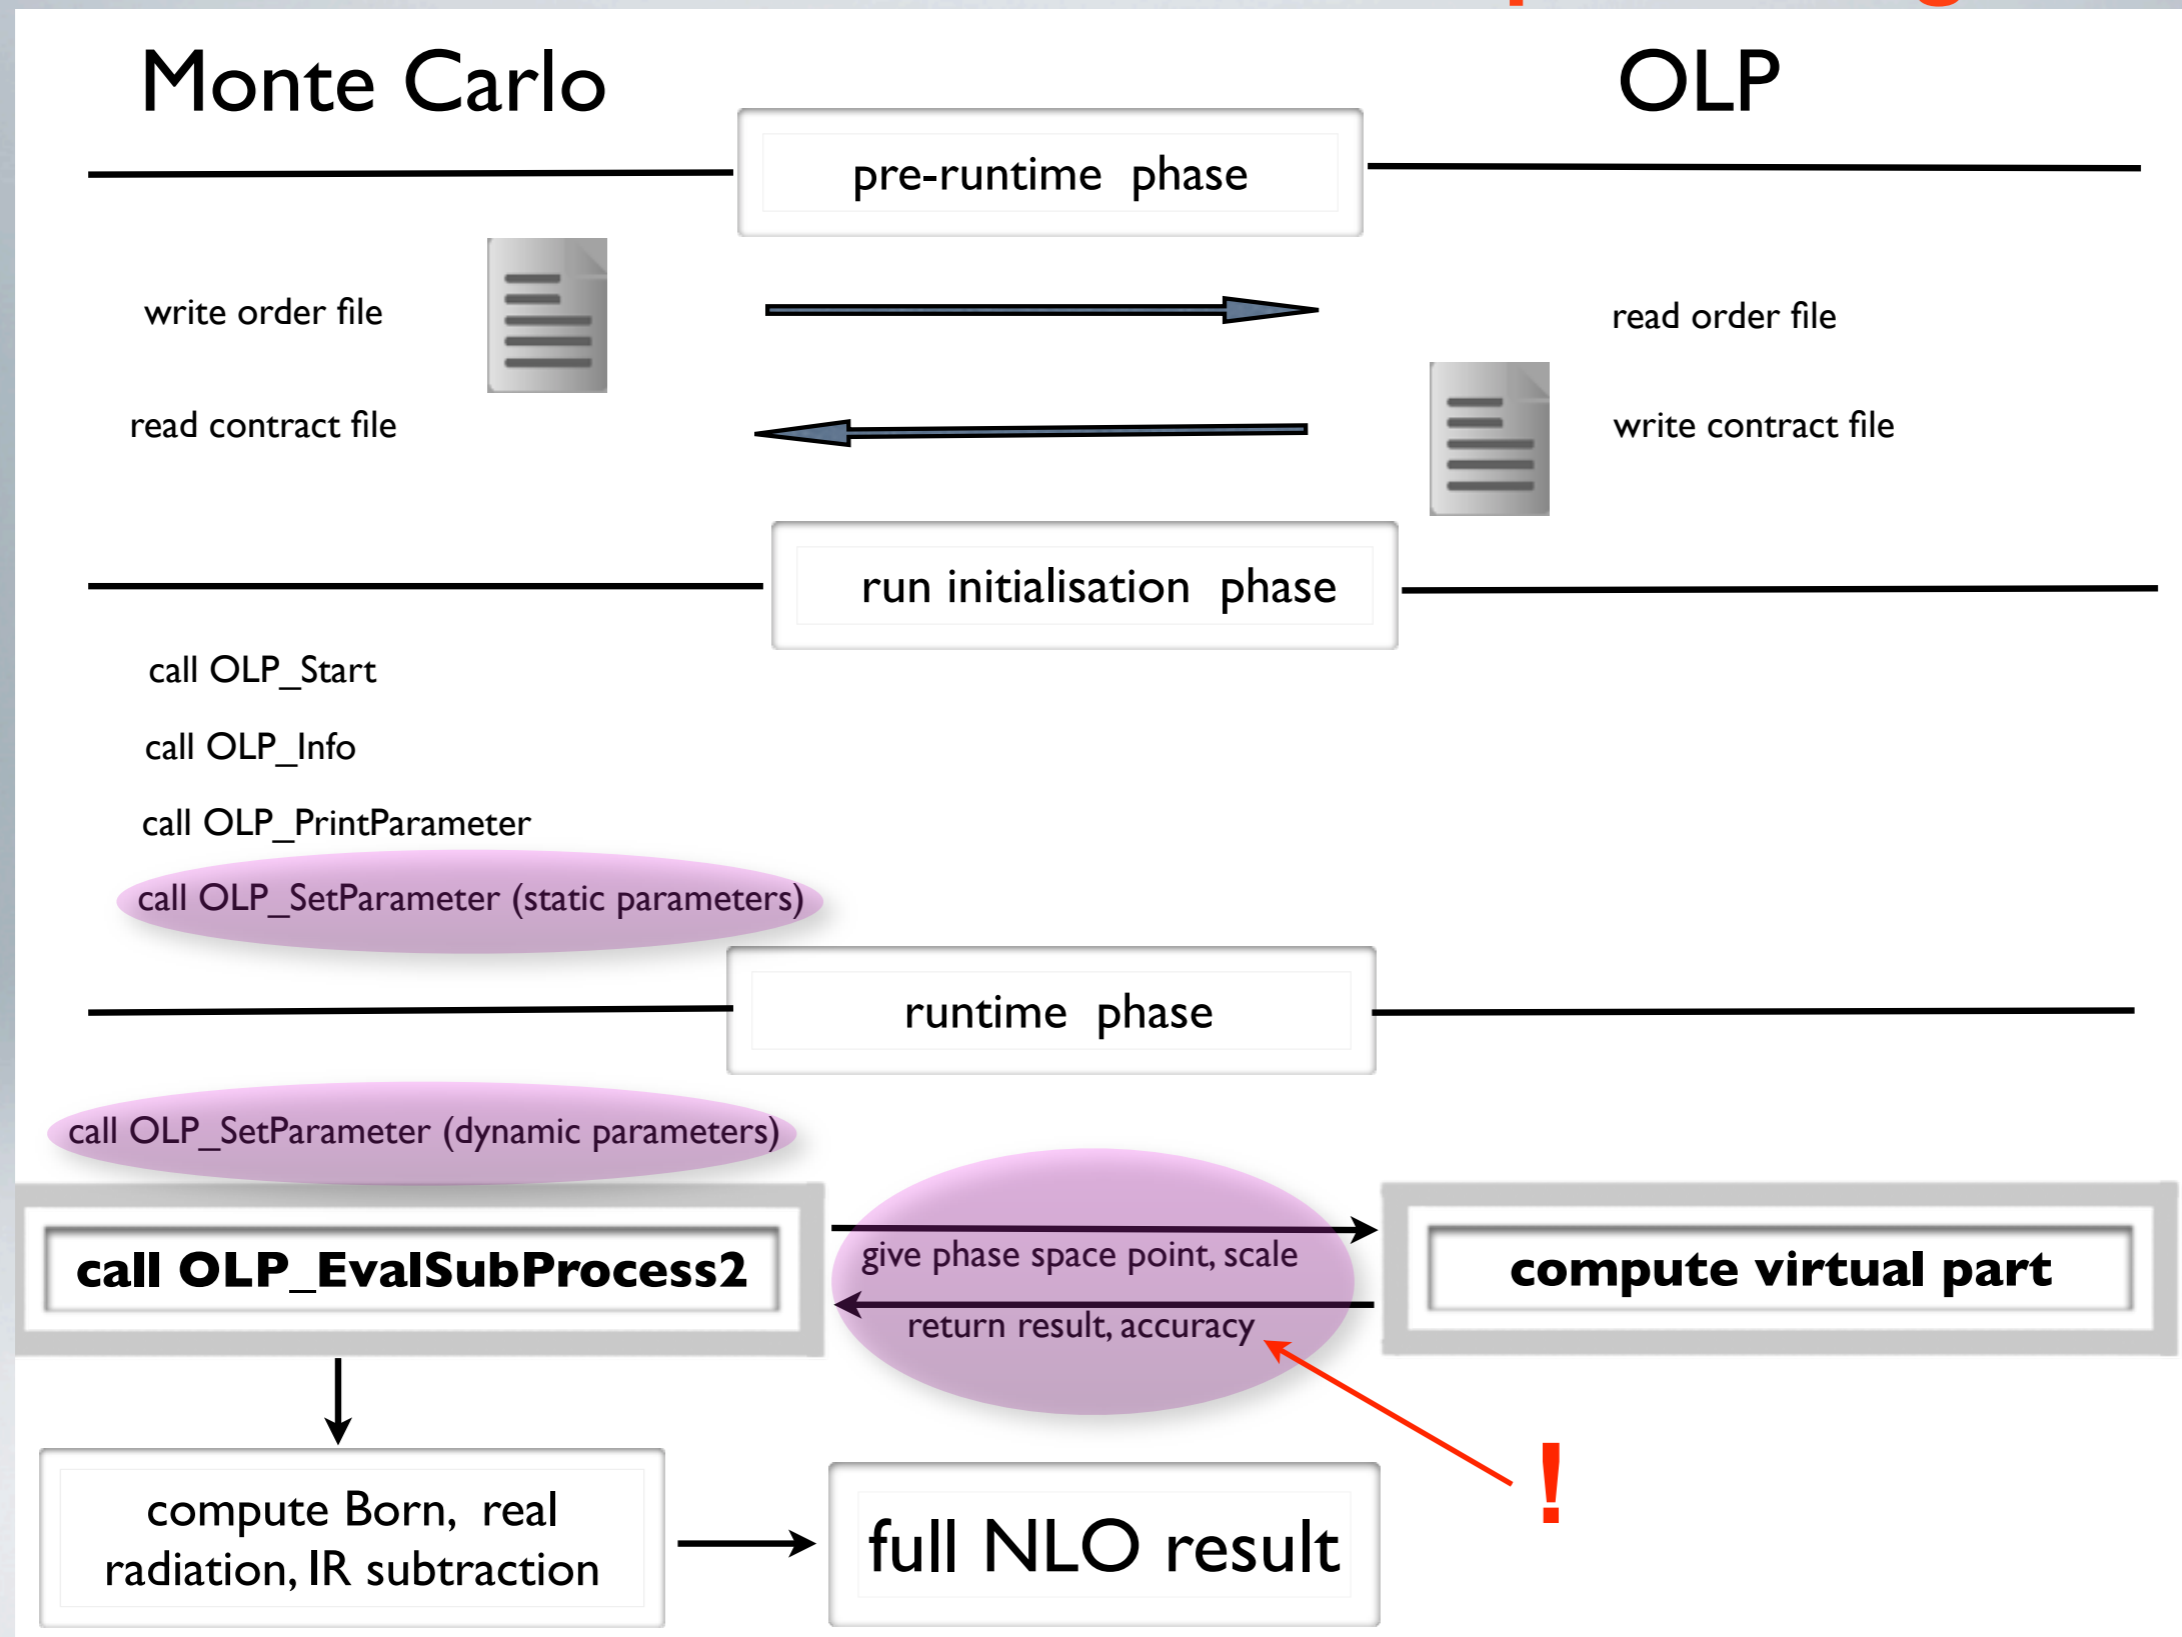 Monte Carlo
OLP
pre-runtime phase
write order file
read order file
read contract file
write contract file
run initialisation phase
call OLP_Start
call OLP_Info
call OLP_PrintParameter
call OLP_SetParameter (static parameters)
runtime phase
call OLP_SetParameter (dynamic parameters)
call OLP_EvalSubProcess2
give phase space point, scale
return result, accuracy
compute virtual part
!
compute Born, real
radiation, IR subtraction
full NLO result